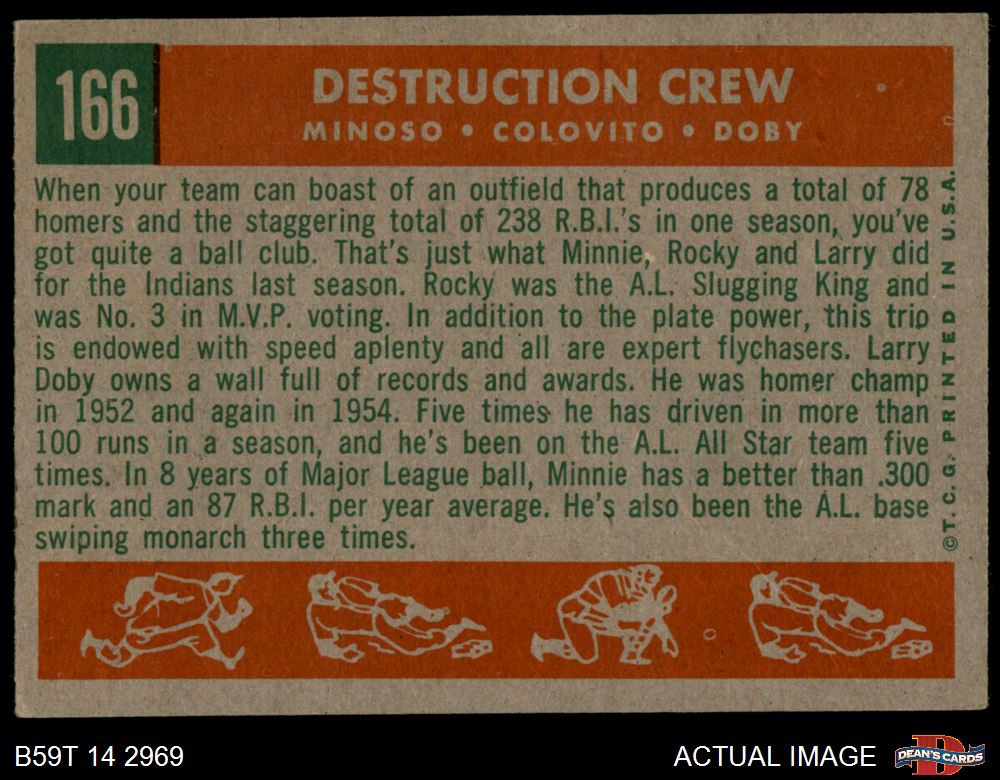 166
DESTRUCTION CREW
MINOSO • COLOVITO • DOBY
When your team can boast of an outfield that produces a total of 78
homers and the staggering total of 238 R.B.I.'s in one season, you've
got quite a ball club. That's just what Minnie, Rocky and Larry did
for the Indians last season. Rocky was the A.L. Slugging King and
was No. 3 in M.V.P. voting. In addition to the plate power, this trio
is endowed with speed aplenty and all are expert flychasers. Larry
Doby owns a wall full of records and awards. He was homer champ
in 1952 and again in 1954. Five times he has driven in more than
100 runs in a season, and he's been on the A.L. All Star team five
times. In 8 years of Major League ball, Minnie has a better than .300
mark and an 87 R.B.I. per year average. He's also been the A.L. base
swiping monarch three times.
©T.C.G. PRINTED IN U.S.A.
B59T 14 2969
ACTUAL IMAGE
D
DEAN'S CARDS